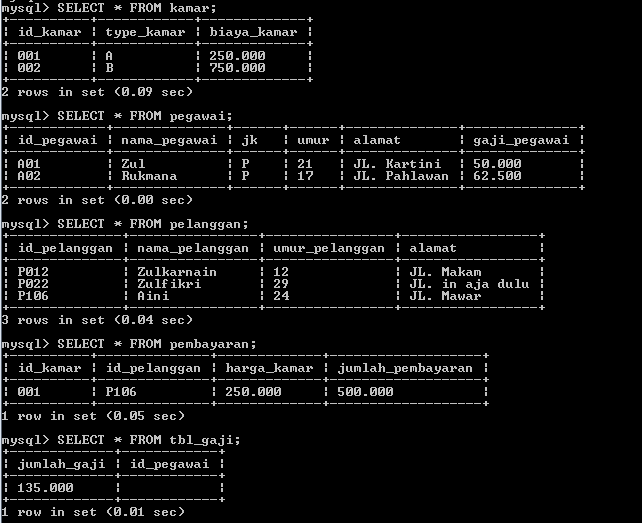 mysql> SELECT * FROM kamar;
| id_kamar | type_kamar | biaya_kamar |
| 001 | A | 250.000 |
| 002 | B | 750.000 |
2 rows in set (0.09 sec)
mysql> SELECT * FROM pegawai;
| id_pegawai | nama_pegawai | jk | umur | alamat | gaji_pegawai |
| A01 | Zul | P | 21 | JL. Kartini | 50.000 |
| A02 | Rukmana | P | 17 | JL. Pahlawan | 62.500 |
2 rows in set (0.00 sec)
mysql> SELECT * FROM pelanggan;
| id_pelanggan | nama_pelanggan | umur_pelanggan | alamat |
| P012 | Zulkarnain | 12 | JL. Makam |
| P022 | Zulfikri | 29 | JL. in aja dulu |
| P106 | Aini | 24 | JL. Mawar |
3 rows in set (0.04 sec)
mysql> SELECT * FROM pembayaran;
| id_kamar | id_pelanggan | harga_kamar | jumlah_pembayaran |
| 001 | P106 | 250.000 | 500.000 |
1 row in set (0.05 sec)
mysql> SELECT * FROM tbl_gaji;
| jumlah_gaji | id_pegawai |
| 135.000 | |
1 row in set (0.01 sec)